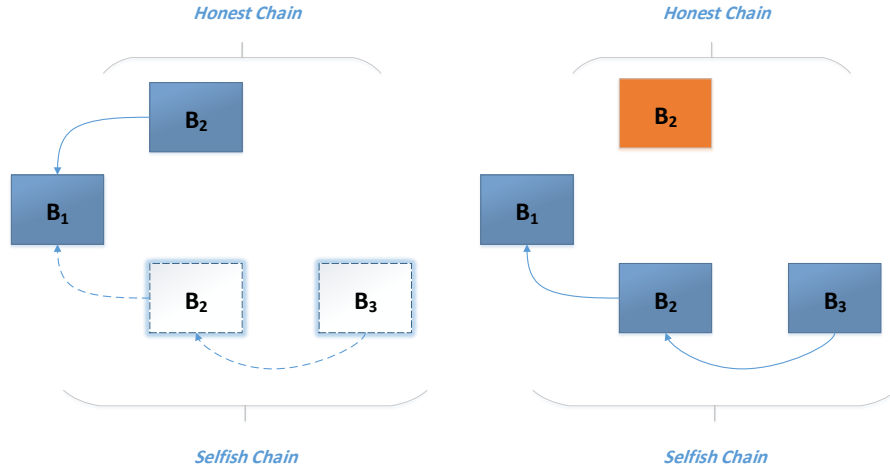 Honest Chain
Honest Chain
B₂
B₂
B₁
B₁
B₂
B₃
B₂
B₃
Selfish Chain
Selfish Chain